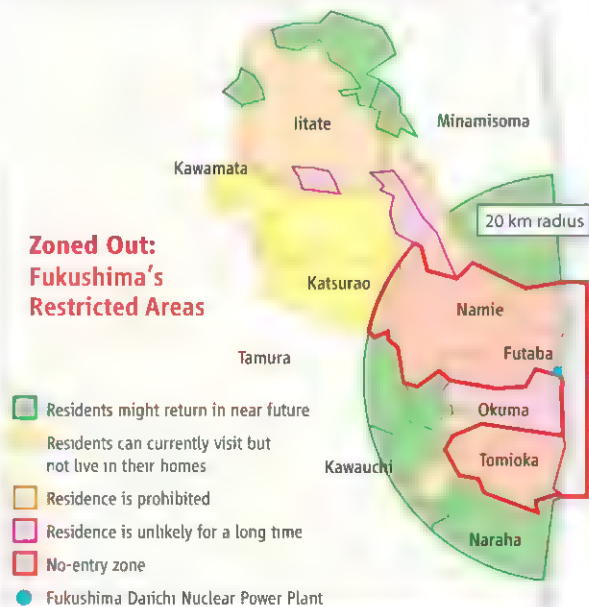 Iitate
Minamisoma
Kawamata
20 km radius
Zoned Out:
Fukushima's
Restricted Areas
Katsurao
Namie
Futaba
Tamura
Okuma
Kawauchi
Tomioka
Naraha
Residents might return in near future
Residents can currently visit but
not live in their homes
Residence is prohibited
Residence is unlikely for a long time
No-entry zone
Fukushima Daiichi Nuclear Power Plant